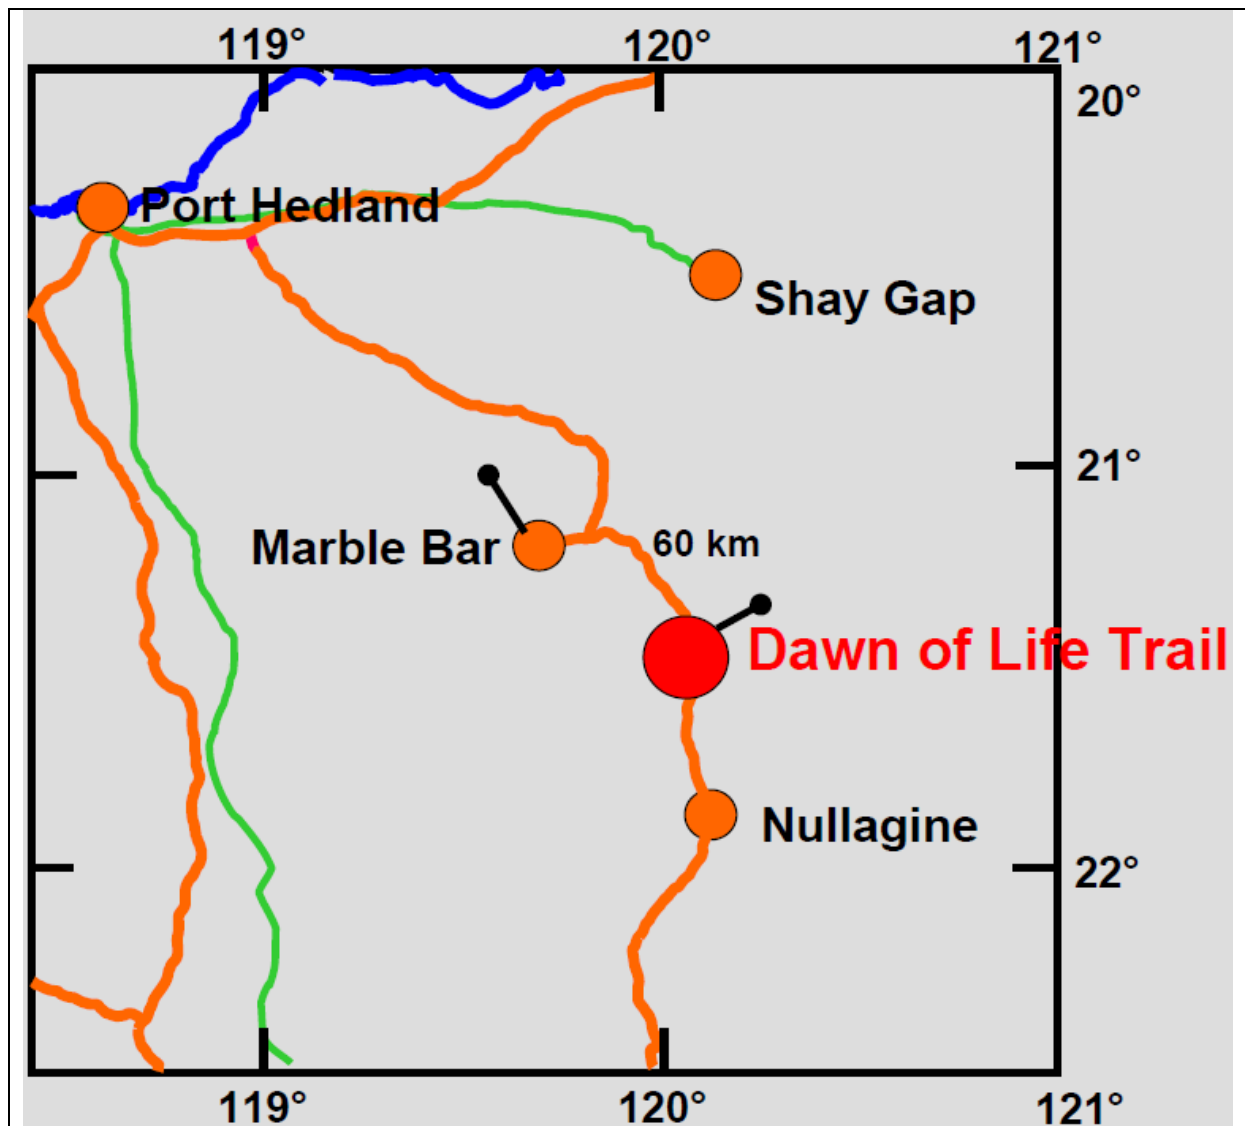 119° 120° 121°
20°
Port Hedland
Shay Gap
21°
Marble Bar
60 km
Dawn of Life Trail
Nullagine
22°
119° 120° 121°